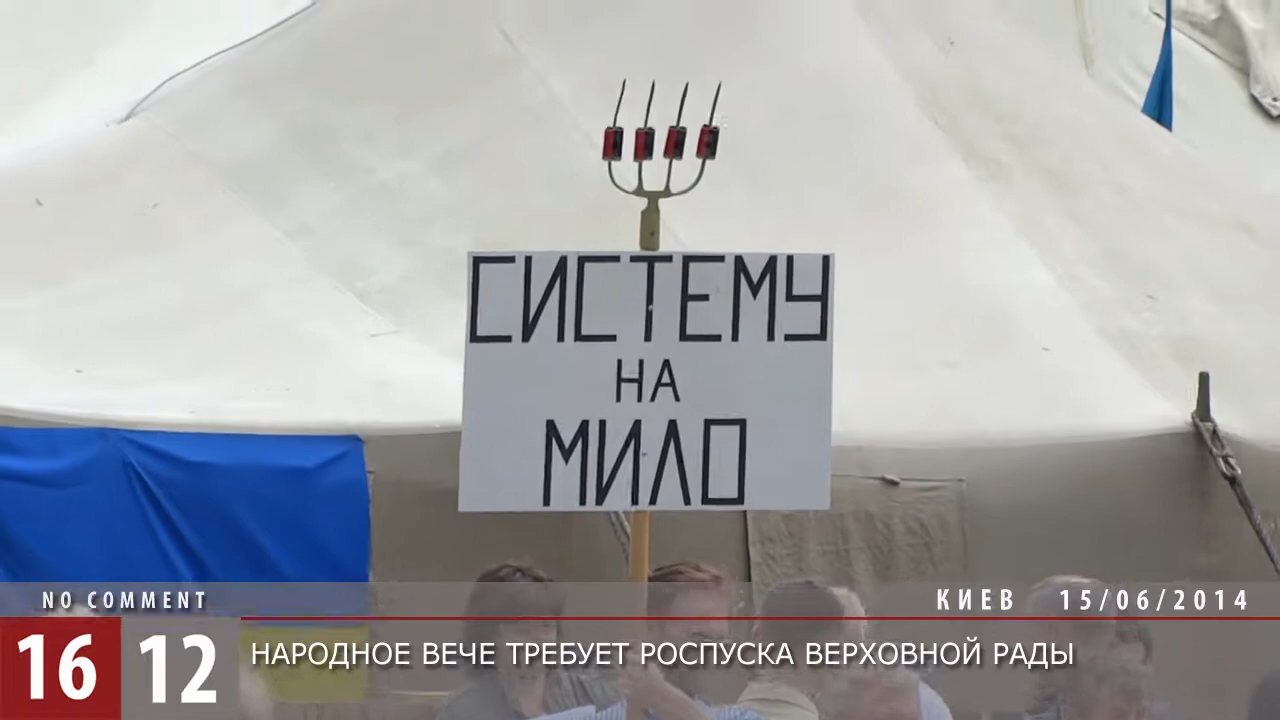 СИСТЕМУ
НА
МИЛО
NO COMMENT
КИЕВ 15/06/2014
16 12
НАРОДНОЕ ВЕЧЕ ТРЕБУЕТ РОСПУСКА ВЕРХОВНОЙ РАДЫ